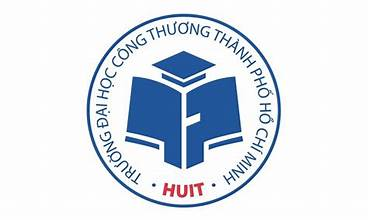 TRƯỜNG ĐẠI HỌC CÔNG THƯƠNG THÀNH PHỐ HỒ CHÍ MINH
HUIT